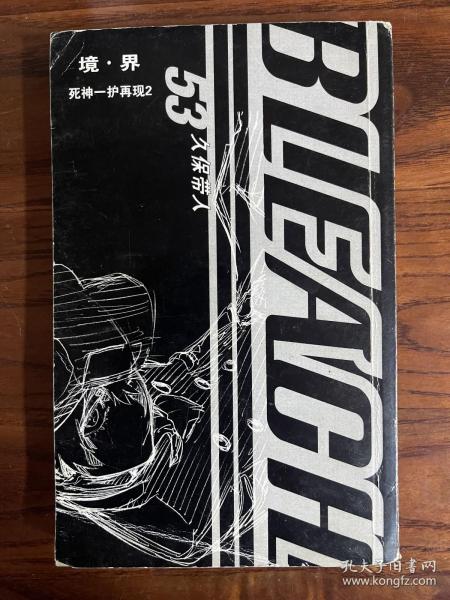 境·界
死神一护再现2
53
久保带人
BLEACH
孔夫子旧书网
www.kongfz.com